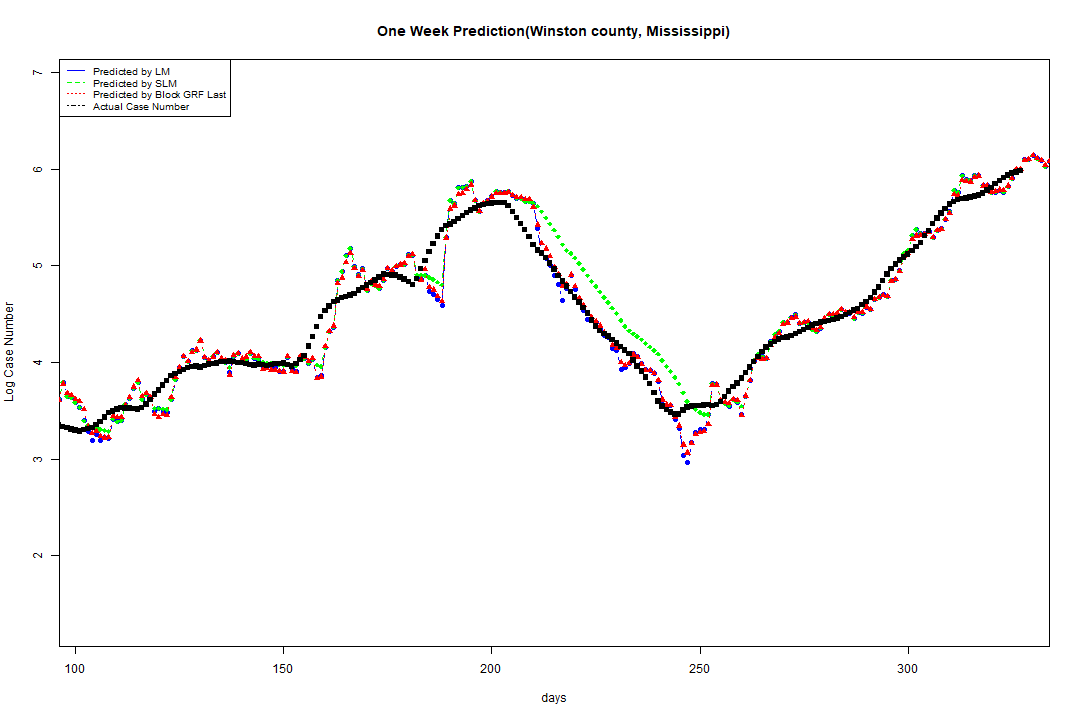 One Week Prediction(Winston county, Mississippi)
Predicted by LM
Predicted by SLM
Predicted by Block GRF Last
Actual Case Number
7
6
5
4
3
2
Log Case Number
100 150 200 250 300
days